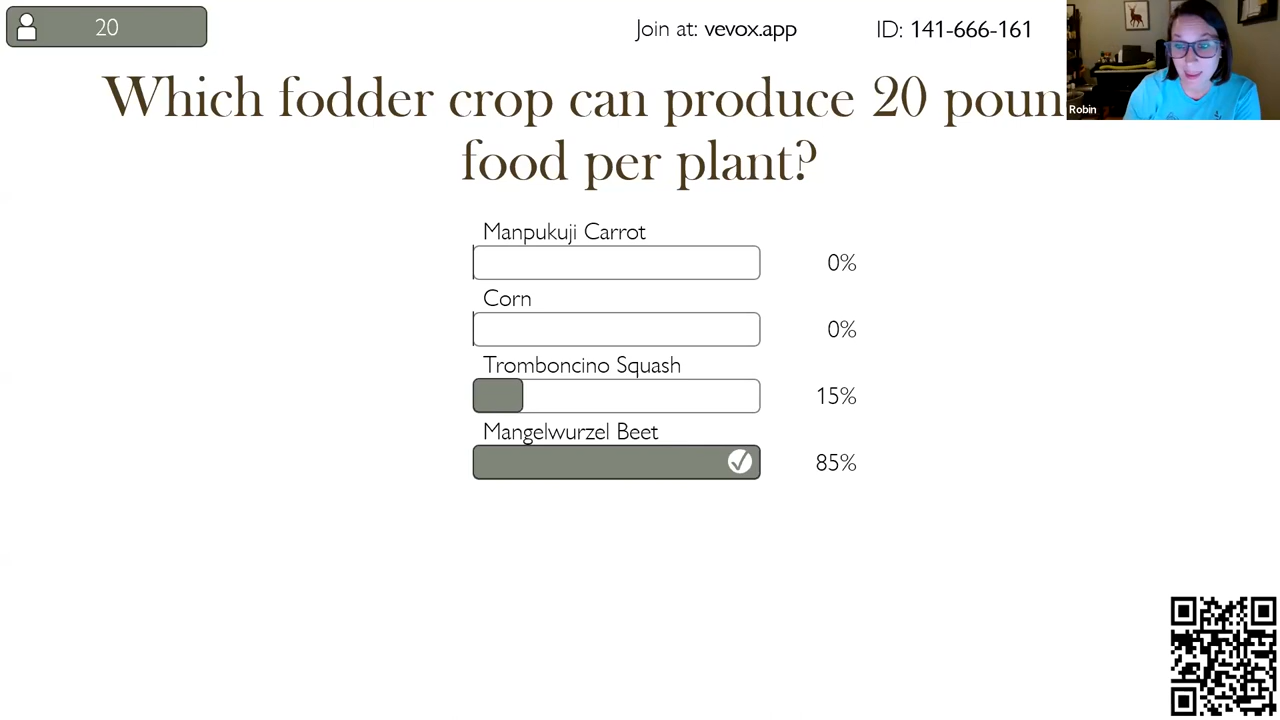 20
Join at: vevox.app
ID: 141-666-161
Robin
Which fodder crop can produce 20
food per plant?
Manpukuji Carrot
0%
Corn
0%
Tromboncino Squash
15%
Mangelwurzel Beet
85%